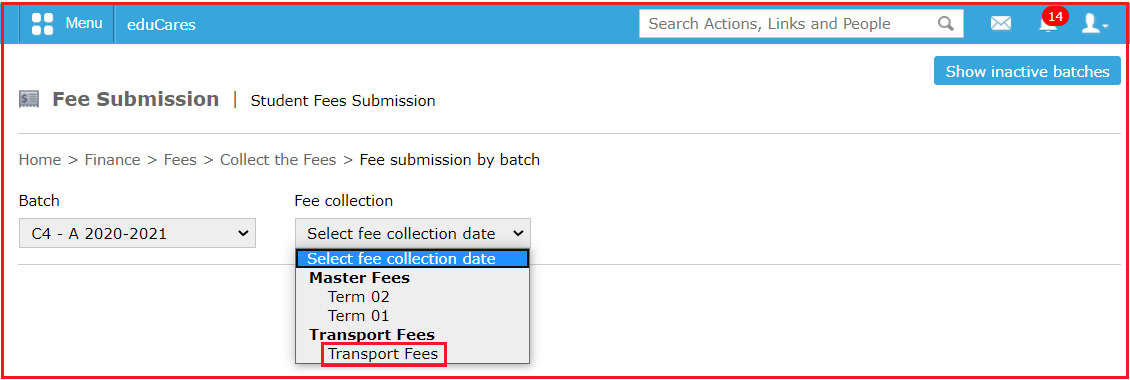 Menu eduCares Search Actions, Links and People 14
Show inactive batches
Fee Submission | Student Fees Submission
Home > Finance > Fees > Collect the Fees > Fee submission by batch
Batch Fee collection
C4 - A 2020-2021 Select fee collection date
Select fee collection date
Master Fees
Term 02
Term 01
Transport Fees
Transport Fees